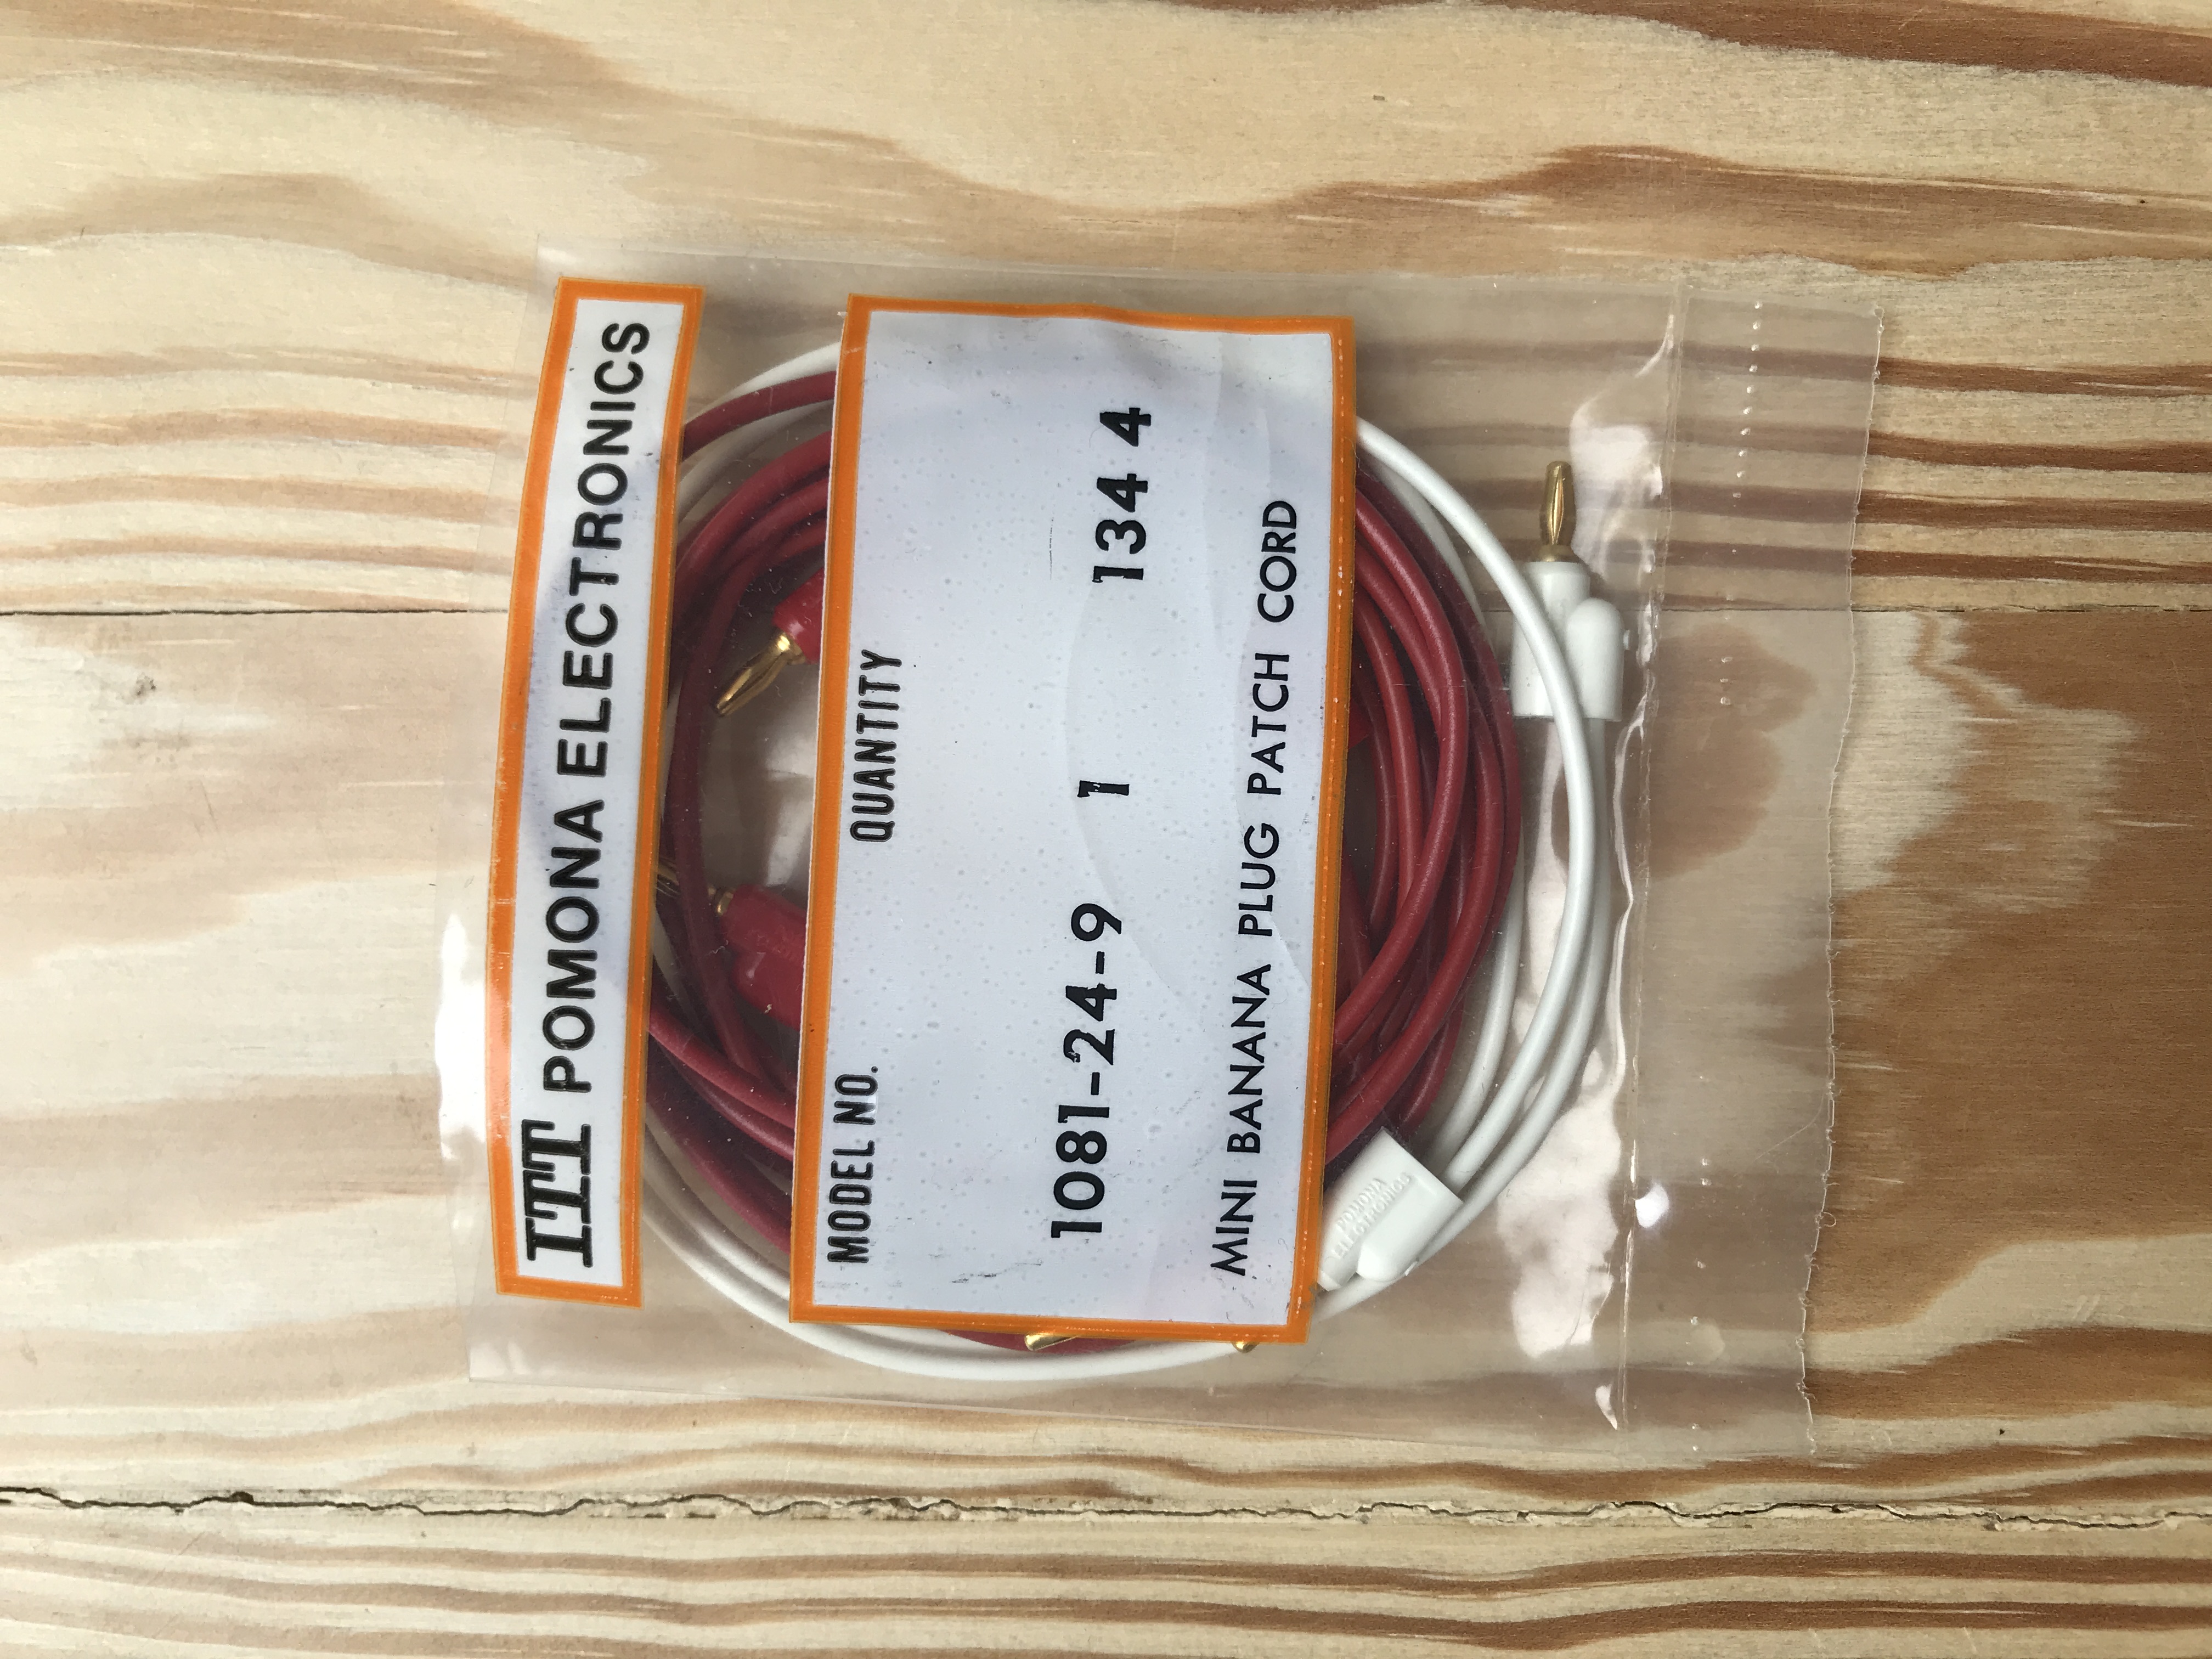 ITT POMONA ELECTRONICS
MODEL NO. QUANTITY
1081-24-9 1 134 4
MINI BANANA PLUG PATCH CORD
POMONA
ELECTRONICS